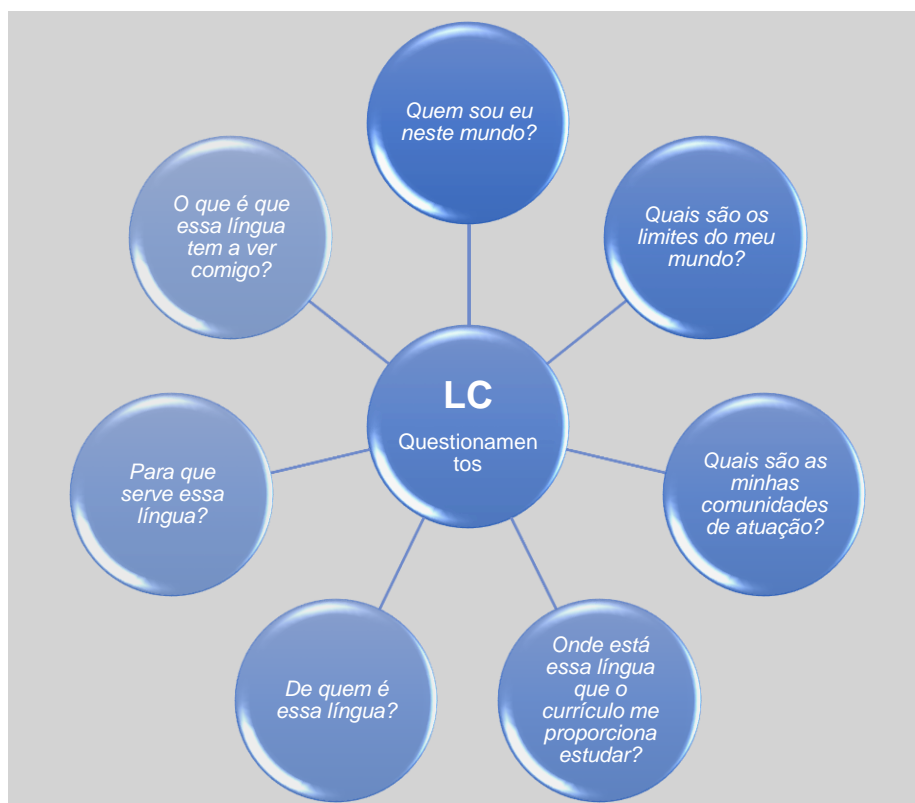 Quem sou eu
neste mundo?
Quais são os
limites do meu
mundo?
Quais são as
minhas
comunidades
de atuação?
Onde está
essa língua
que o
currículo me
proporciona
estudar?
De quem é
essa língua?
Para que
serve essa
língua?
O que é que
essa língua
tem a ver
comigo?
LC
Questionamen
tos